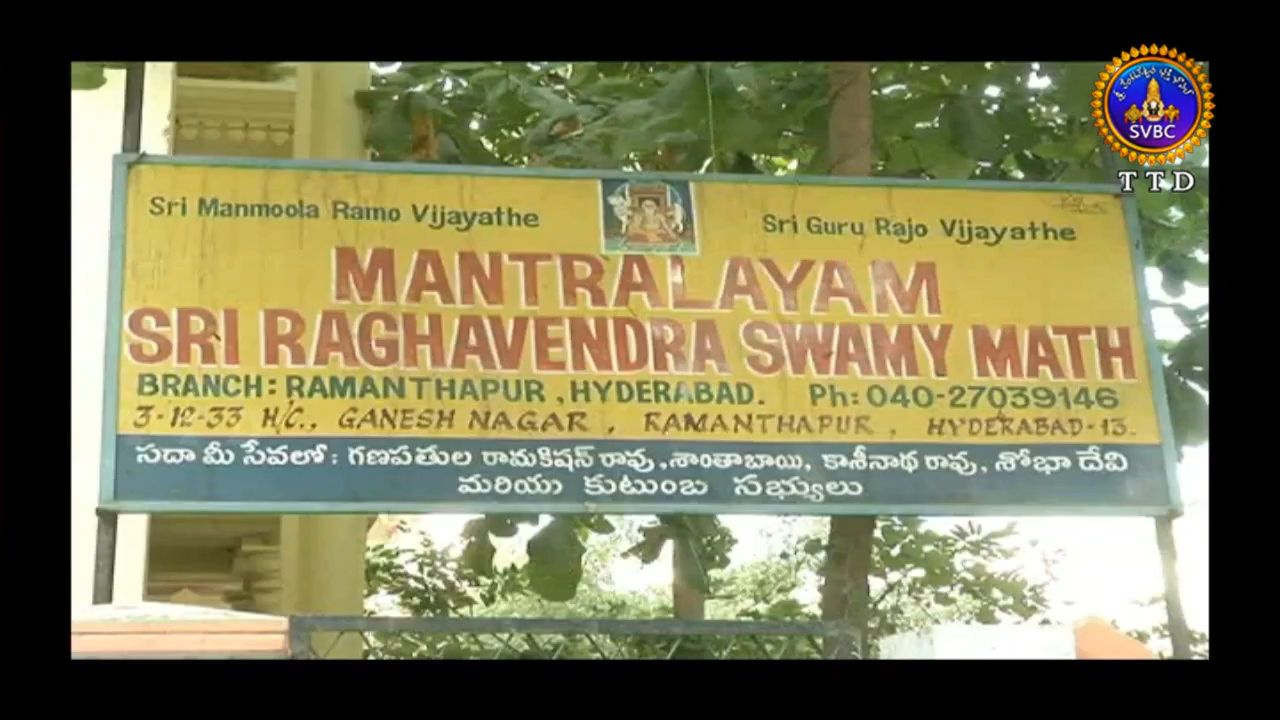 Sri Manmoola Ramo Vijayathe
Sri Guru Rajo Vijayathe
MANTRALAYAM
SRI RAGHAVENDRA SWAMY MATH
BRANCH: RAMANTHAPUR, HYDERABAD. Ph: 040-27039146
3-12-33 H/C., GANESH NAGAR, RAMANTHAPUR, HYDERABAD-13.
సదా మీ సేవలో : గణపతుల రామకిషన్ రావు, శాంతాబాయి, కాశీనాథ రావు, శోభా దేవి
మరియు కుటుంబ సభ్యులు
SVBC
TTD